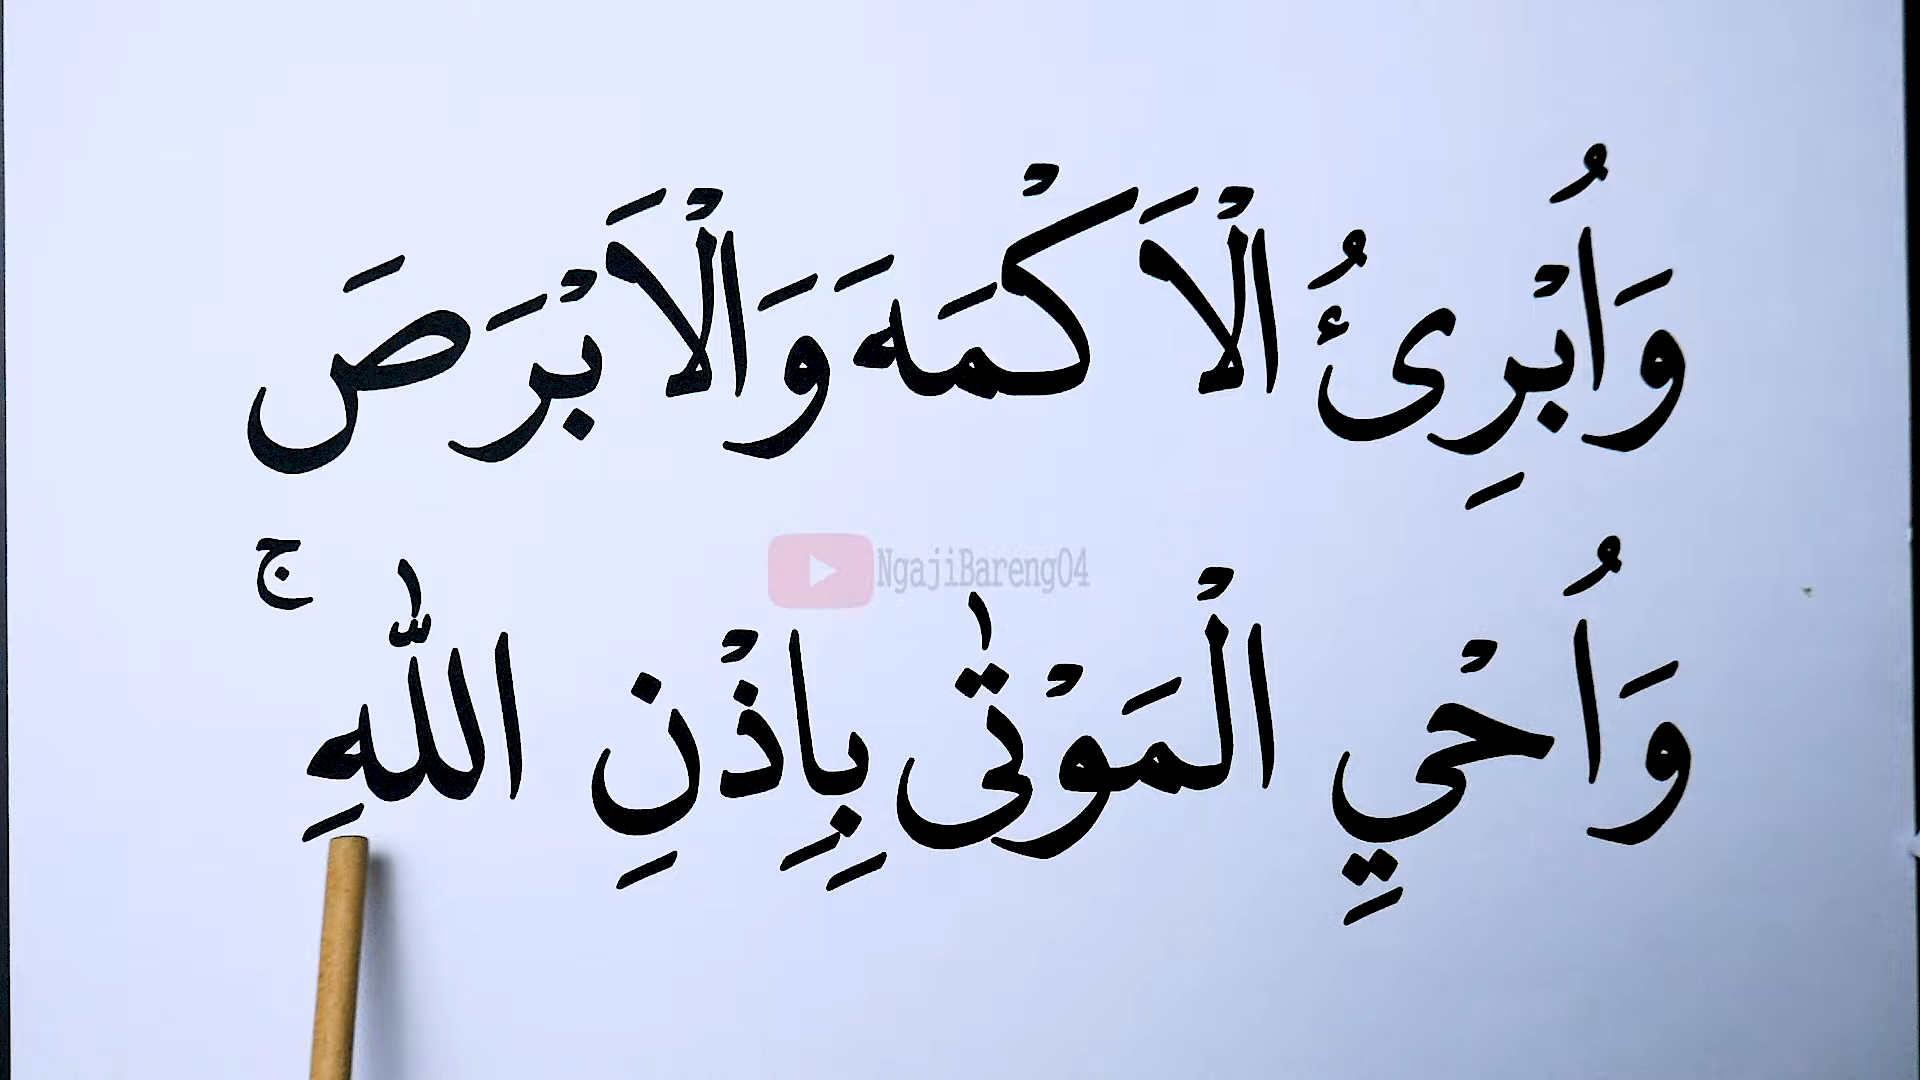 وَاُبْرِئُ الْاَكْمَهَ وَالْاَبْرَصَ
وَاُحْيِ الْمَوْتٰى بِاِذْنِ اللّٰهِ ۚ
NgajiBareng04